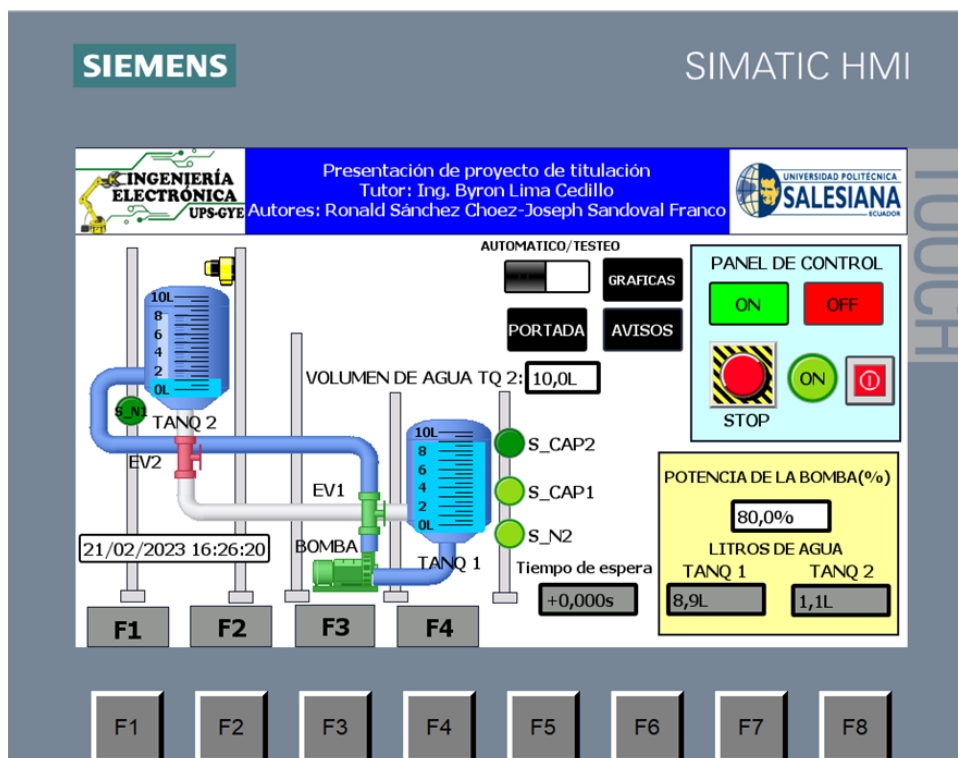 SIEMENS
SIMATIC HMI
TOUCH
INGENIERÍA
ELECTRÓNICA
UPS-GYE
Presentación de proyecto de titulación
Tutor: Ing. Byron Lima Cedillo
Autores: Ronald Sánchez Choez-Joseph Sandoval Franco
UNIVERSIDAD POLITÉCNICA
SALESIANA
ECUADOR
AUTOMATICO/TESTEO
GRAFICAS
PORTADA
AVISOS
PANEL DE CONTROL
ON
OFF
STOP
ON
10L
8
6
4
2
0L
S_N1
TANQ 2
VOLUMEN DE AGUA TQ 2: 10,0L
EV2
EV1
10L
8
6
4
2
0L
S_CAP2
S_CAP1
S_N2
21/02/2023 16:26:20
BOMBA
TANQ 1
Tiempo de espera
+0,000s
POTENCIA DE LA BOMBA(%)
80,0%
LITROS DE AGUA
TANQ 1 TANQ 2
8,9L 1,1L
F1 F2 F3 F4
F1 F2 F3 F4 F5 F6 F7 F8